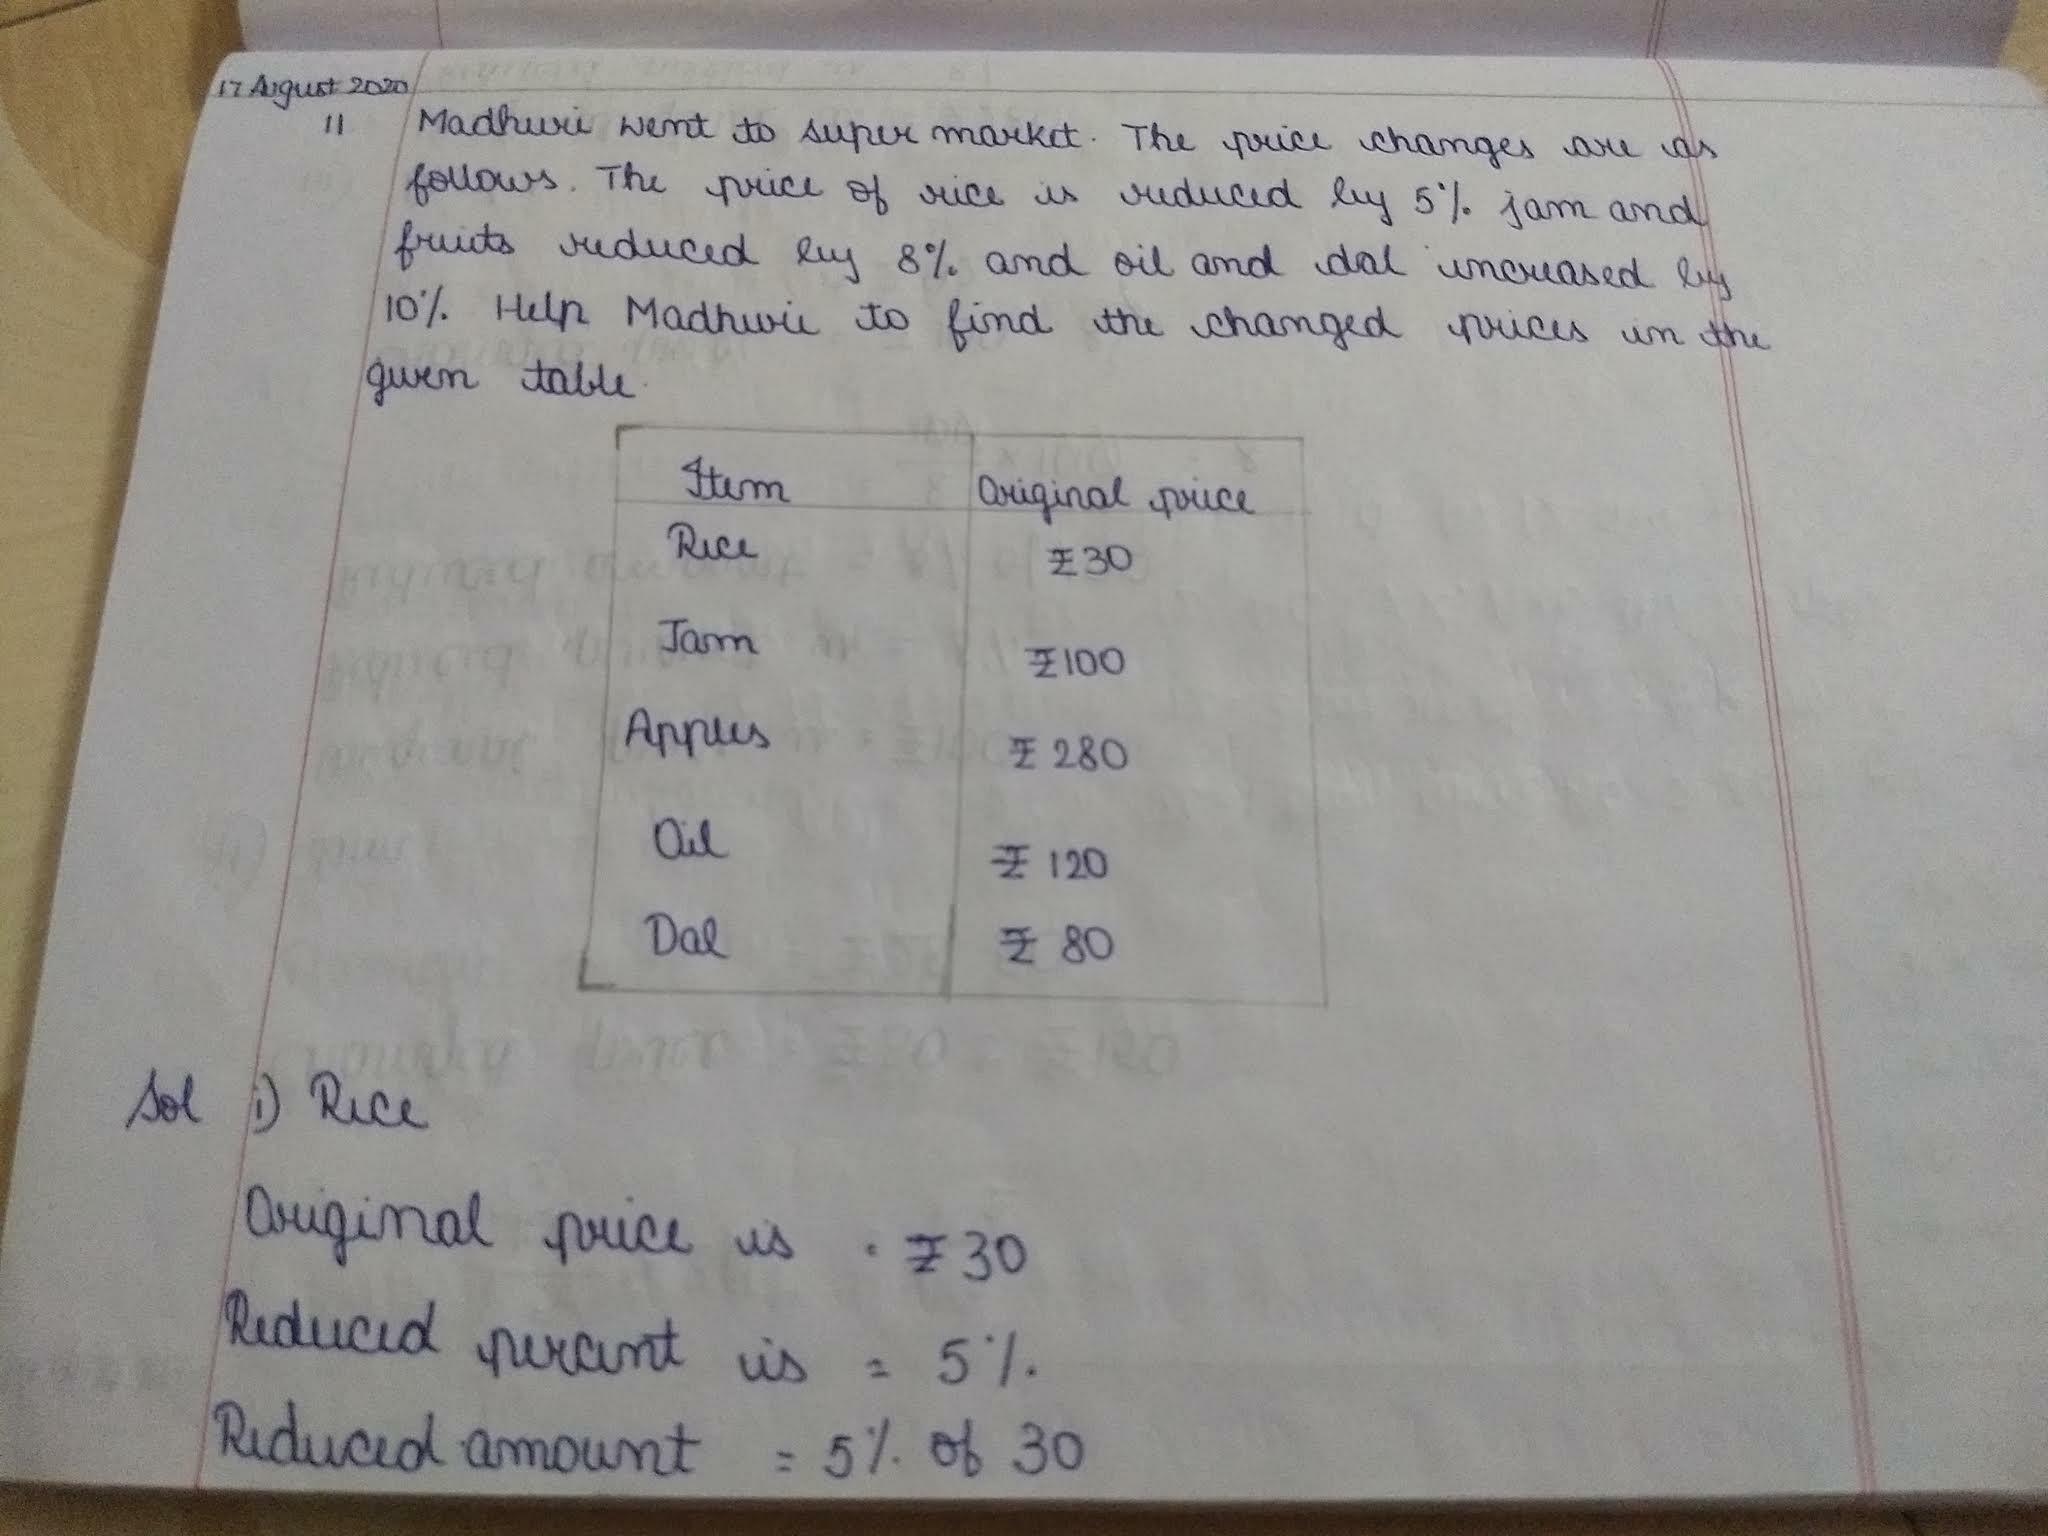 17 August 2020
11 Madhuri went to super market. The price changes are as
follows. The price of rice is reduced by 5% jam and
fruits reduced by 8% and oil and dal increased by
10%. Help Madhurie to find the changed prices in the
given table.
Item Original price
Rice ₹30
Jam ₹100
Apples ₹280
Oil ₹120
Dal ₹80
Sol i) Rice
Original price is . ₹30
Reduced percent is = 5%.
Reduced amount = 5%. of 30